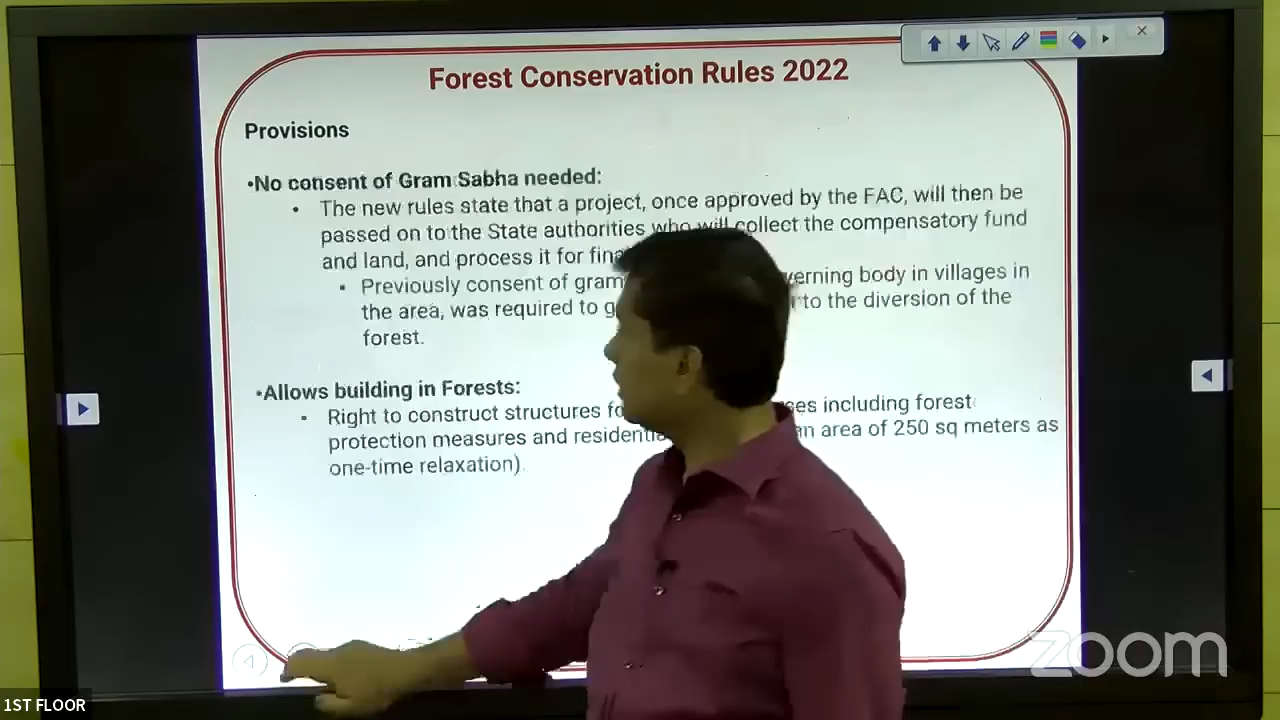 Forest Conservation Rules 2022
Provisions
•No consent of Gram Sabha needed:
• The new rules state that a project, once approved by the FAC, will then be
passed on to the State authorities who will collect the compensatory fund
and land, and process it for
• Previously consent of gram verning body in villages in
the area, was required to to the diversion of the
forest.
•Allows building in Forests:
• Right to construct structures including forest
protection measures and area of 250 sq meters as
one-time relaxation).
zoom
1ST FLOOR